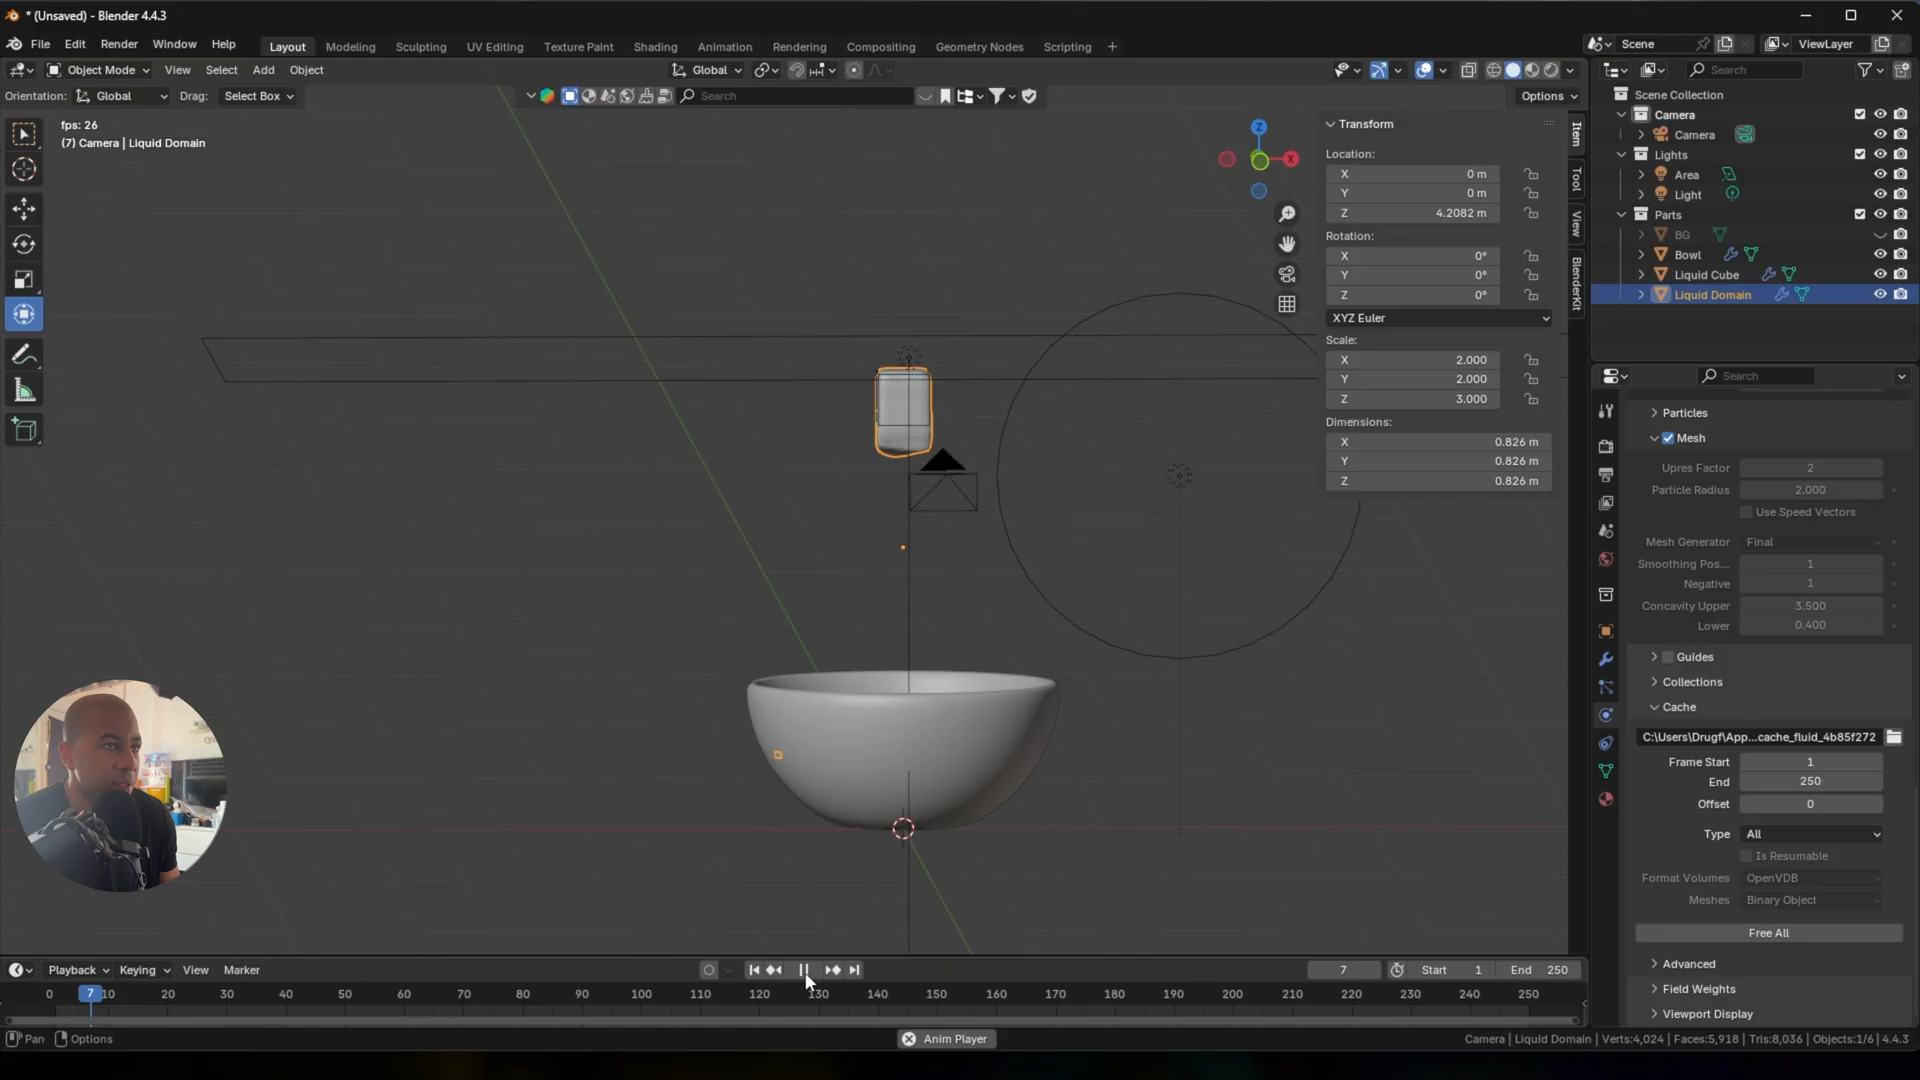 * (Unsaved) - Blender 4.4.3
File Edit Render Window Help
Layout Modeling Sculpting UV Editing Texture Paint Shading Animation Rendering Compositing Geometry Nodes Scripting +
Scene
ViewLayer
Object Mode View Select Add Object
Global
Search
Orientation: Global Drag: Select Box
Search
Options
fps: 26
(7) Camera | Liquid Domain
Z
X
Transform
Location:
X 0 m
Y 0 m
Z 4.2082 m
Rotation:
X 0°
Y 0°
Z 0°
XYZ Euler
Scale:
X 2.000
Y 2.000
Z 3.000
Dimensions:
X 0.826 m
Y 0.826 m
Z 0.826 m
Item
Tool
View
BlenderKit
Scene Collection
Camera
Camera
Lights
Area
Light
Parts
BG
Bowl
Liquid Cube
Liquid Domain
Search
Particles
Mesh
Upres Factor 2
Particle Radius 2.000
Use Speed Vectors
Mesh Generator Final
Smoothing Pos... 1
Negative 1
Concavity Upper 3.500
Lower 0.400
Guides
Collections
Cache
C:\Users\Drugf\App...cache_fluid_4b85f272
Frame Start 1
End 250
Offset 0
Type All
Is Resumable
Format Volumes OpenVDB
Meshes Binary Object
Free All
Advanced
Field Weights
Viewport Display
Playback Keying View Marker
7 Start 1 End 250
0 7 10 20 30 40 50 60 70 80 90 100 110 120 130 140 150 160 170 180 190 200 210 220 230 240 250
Pan Options
Anim Player
Camera | Liquid Domain | Verts:4,024 | Faces:5,918 | Tris:8,036 | Objects:1/6 | 4.4.3